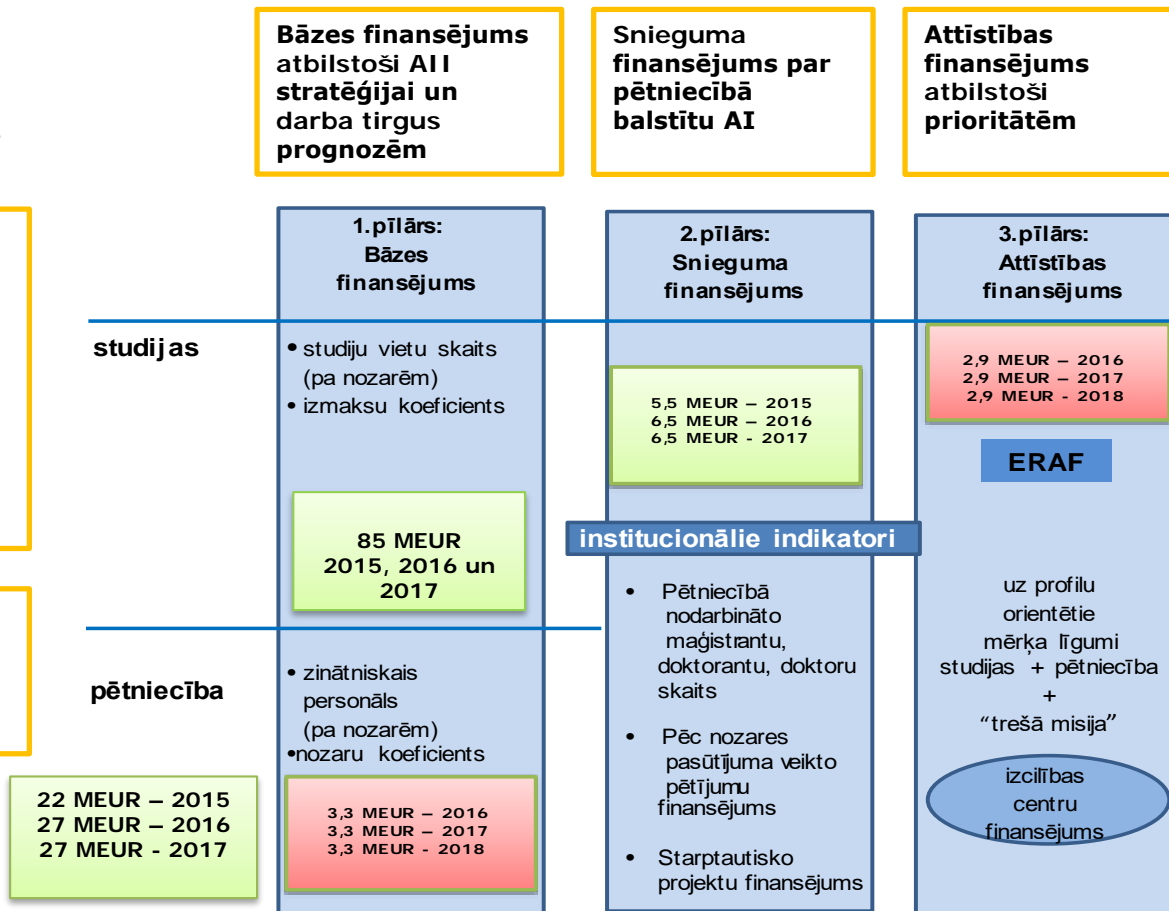 Bāzes finansējums
atbilstoši AII
stratēģijai un
darba tirgus
prognozēm
Snieguma
finansējums par
pētniecībā
balstītu AI
Attīstības
finansējums
atbilstoši
prioritātēm
1.pīlārs:
Bāzes
finansējums
2.pīlārs:
Snieguma
finansējums
3.pīlārs:
Attīstības
finansējums
studijas
• studiju vietu skaits
(pa nozarēm)
• izmaksu koeficients
85 MEUR
2015, 2016 un
2017
5,5 MEUR – 2015
6,5 MEUR – 2016
6,5 MEUR - 2017
2,9 MEUR – 2016
2,9 MEUR – 2017
2,9 MEUR - 2018
ERAF
institucionālie indikatori
pētniecība
• zinātniskais
personāls
(pa nozarēm)
•nozaru koeficients
22 MEUR – 2015
27 MEUR – 2016
27 MEUR - 2017
3,3 MEUR – 2016
3,3 MEUR – 2017
3,3 MEUR - 2018
• Pētniecībā
nodarbināto
maģistrantu,
doktorantu, doktoru
skaits
• Pēc nozares
pasūtījuma veikto
pētījumu
finansējums
• Starptautisko
projektu finansējums
uz profilu
orientētie
mērķa līgumi
studijas + pētniecība
+
“trešā misija”
izcilības
centru
finansējums